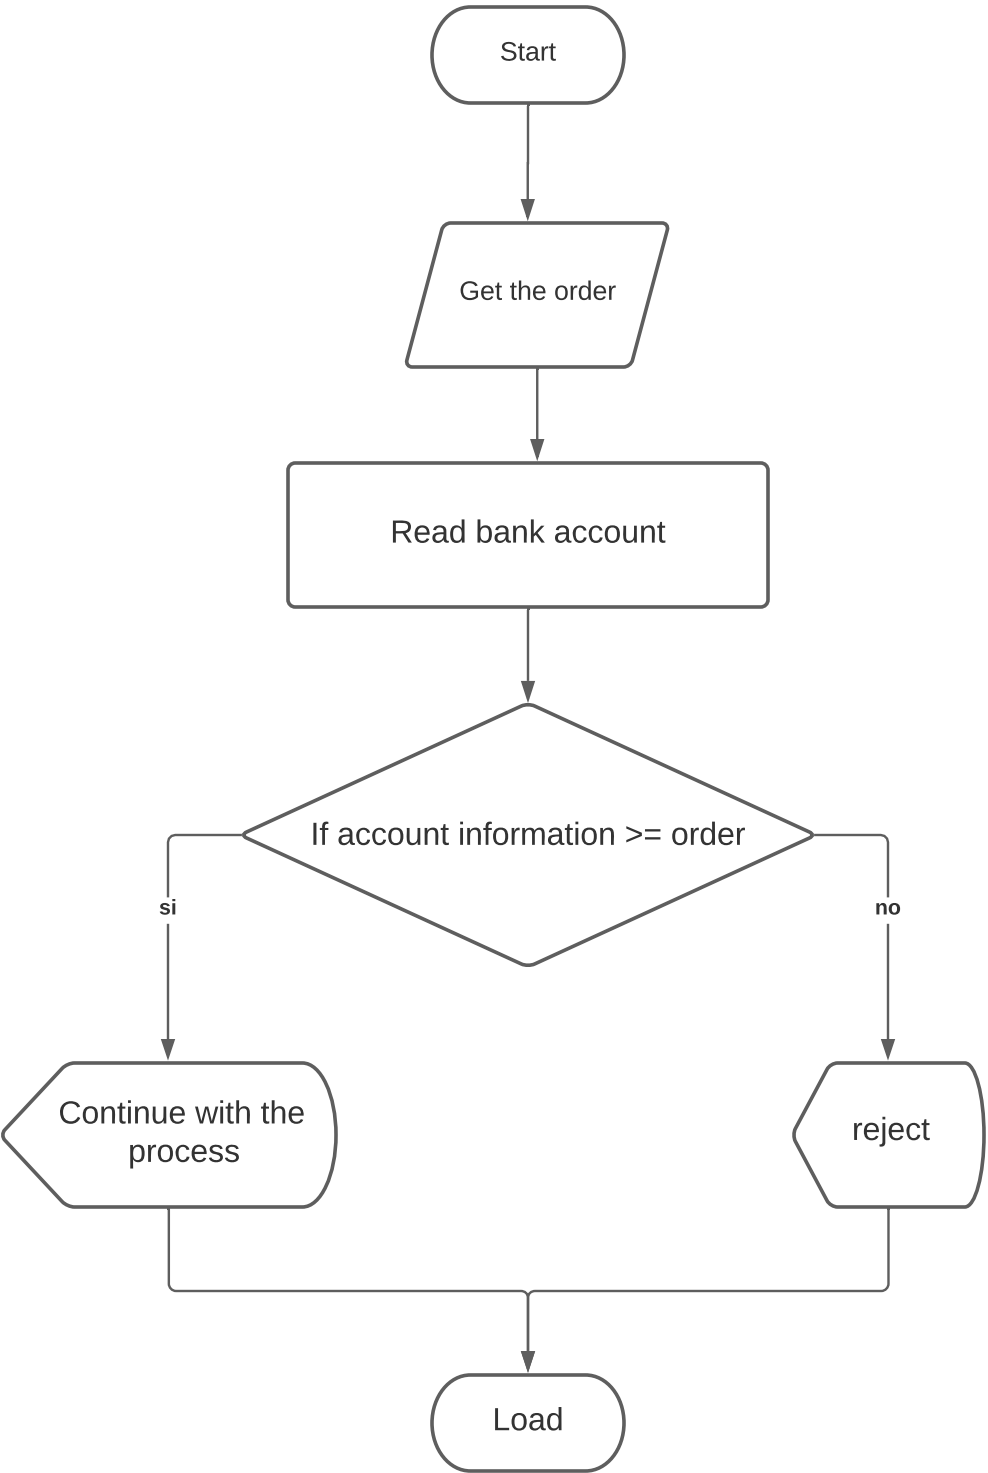 Start
Get the order
Read bank account
If account information >= order
si
no
Continue with the
process
reject
Load